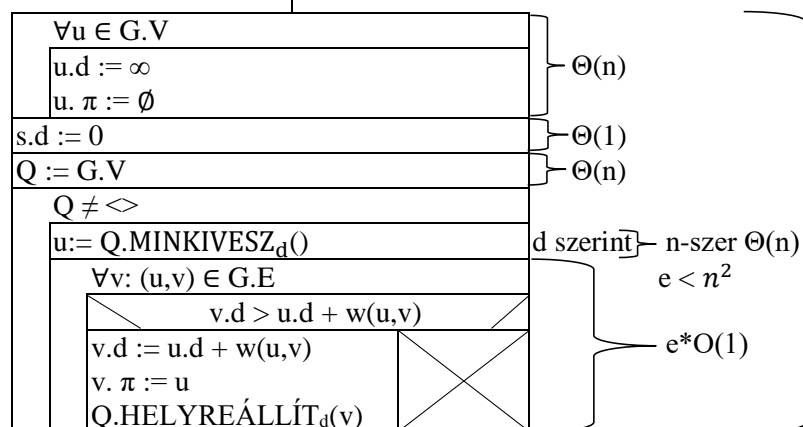 ∀u ∈ G.V
u.d := ∞
u. π := ∅
Θ(n)
s.d := 0
Θ(1)
Q := G.V
Θ(n)
Q ≠ <>
u:= Q.MINKIVESZd()
d szerint
n-szer Θ(n)
e < n²
∀v: (u,v) ∈ G.E
v.d > u.d + w(u,v)
v.d := u.d + w(u,v)
e*O(1)
v. π := u
Q.HELYREÁLLÍTd(v)